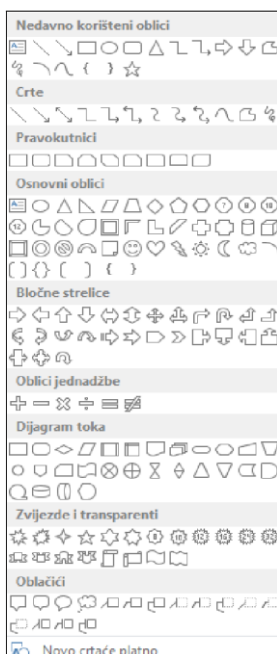 Nedavno korišteni oblici
Crte
Pravokutnici
Osnovni oblici
Bločne strelice
Oblici jednadžbe
Dijagram toka
Zvijezde i transparenti
Oblačići
Novo crtaće platno